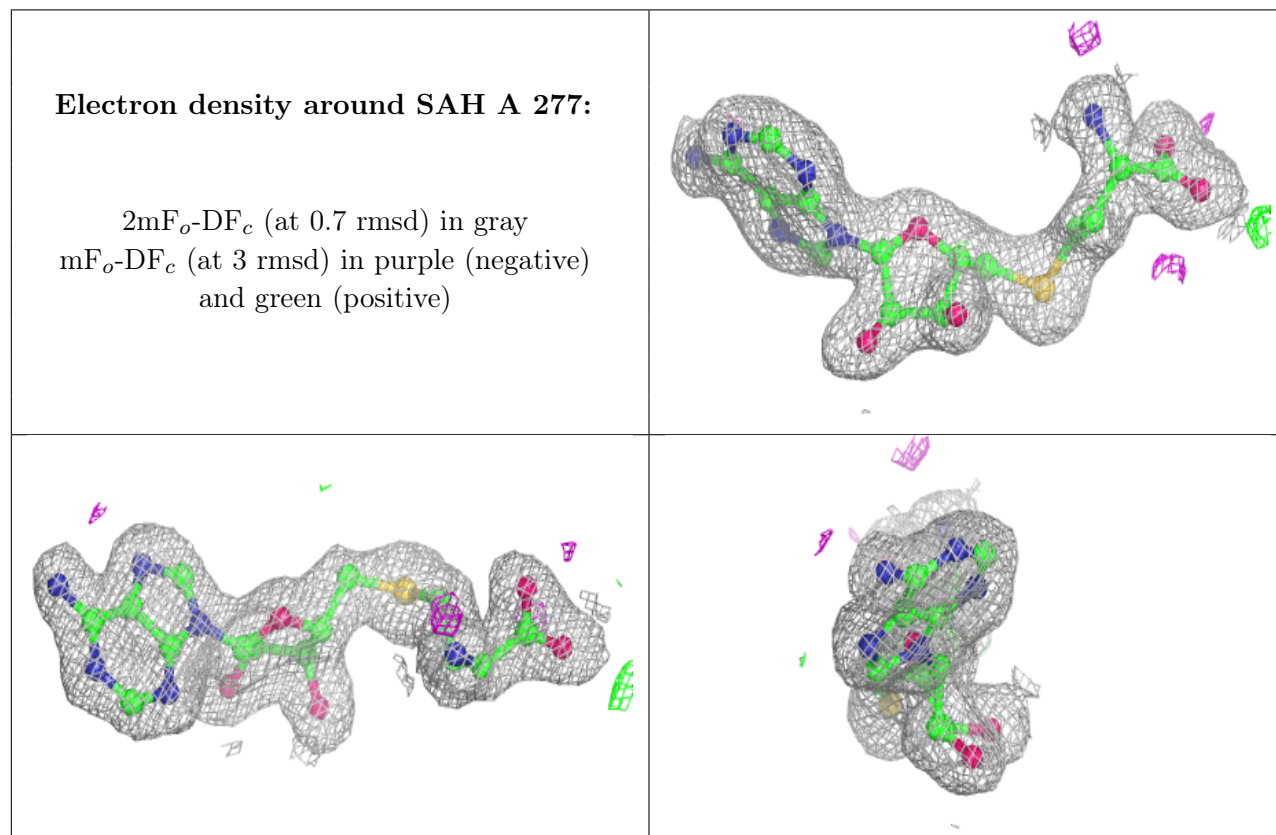 Electron density around SAH A 277:
2mFo-DFc (at 0.7 rmsd) in gray
mFo-DFc (at 3 rmsd) in purple (negative)
and green (positive)